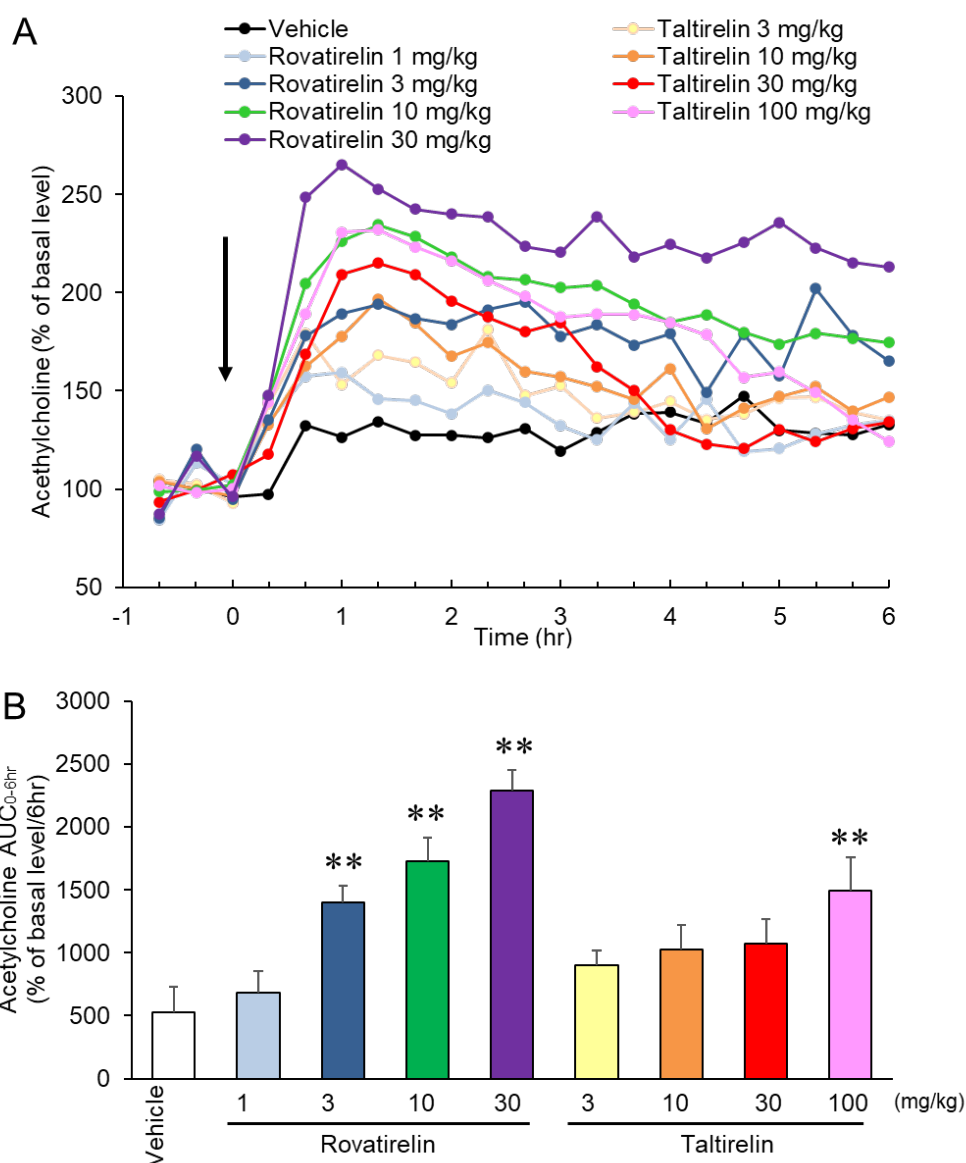 A
Vehicle
Rovatirelin 1 mg/kg
Rovatirelin 3 mg/kg
Rovatirelin 10 mg/kg
Rovatirelin 30 mg/kg
Taltirelin 3 mg/kg
Taltirelin 10 mg/kg
Taltirelin 30 mg/kg
Taltirelin 100 mg/kg
Acethylcholine (% of basal level)
300
250
200
150
100
50
-1 0 1 2 3 4 5 6
Time (hr)
B
Acetylcholine AUC0-6hr
(% of basal level/6hr)
3000
2500
2000
1500
1000
500
0
** ** ** **
Vehicle
1 3 10 30 3 10 30 100 (mg/kg)
Rovatirelin Taltirelin